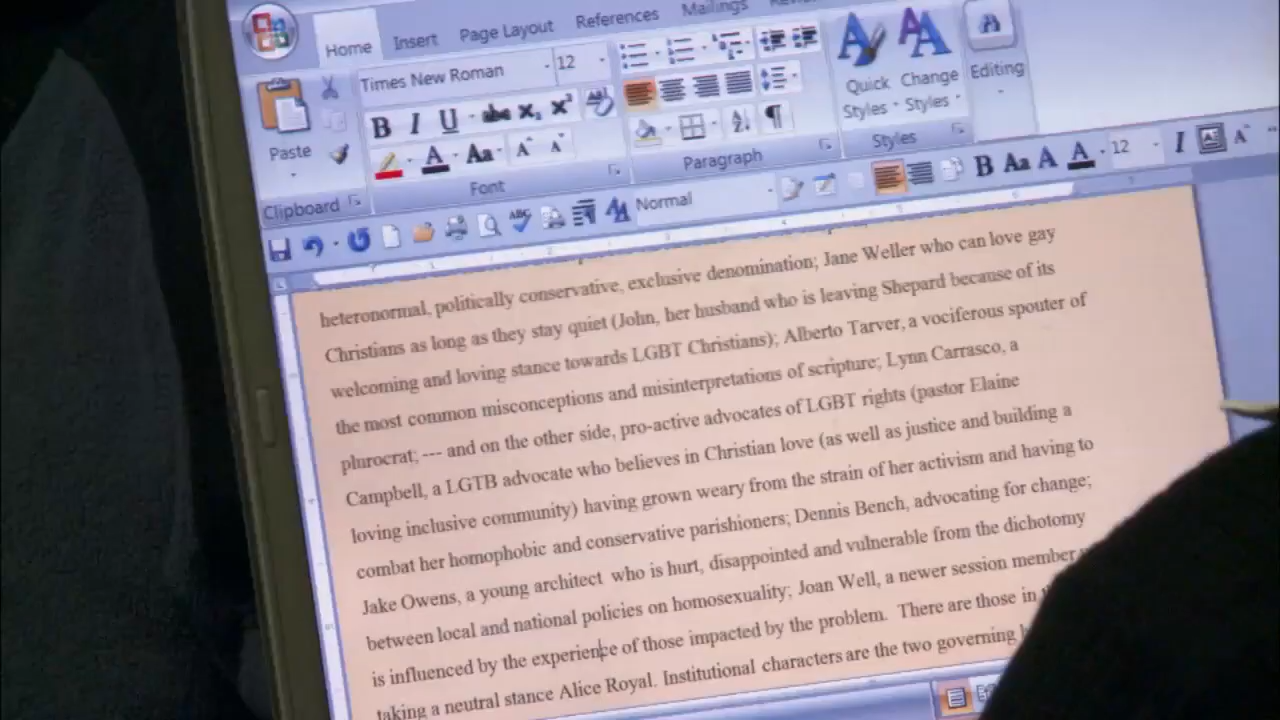 Home Insert Page Layout References Mailings
Times New Roman 12
Paste
B I U abc x₂ x²
Aa A A
Clipboard Font Paragraph Styles
Quick Styles Change Styles Editing
Normal
B Aa A A 12 I A
heteronormal, politically conservative, exclusive denomination; Jane Weller who can love gay
Christians as long as they stay quiet (John, her husband who is leaving Shepard because of its
welcoming and loving stance towards LGBT Christians); Alberto Tarver, a vociferous spouter of
the most common misconceptions and misinterpretations of scripture; Lynn Carrasco, a
plurocrat; --- and on the other side, pro-active advocates of LGBT rights (pastor Elaine
Campbell, a LGTB advocate who believes in Christian love (as well as justice and building a
loving inclusive community) having grown weary from the strain of her activism and having to
combat her homophobic and conservative parishioners; Dennis Bench, advocating for change;
Jake Owens, a young architect who is hurt, disappointed and vulnerable from the dichotomy
between local and national policies on homosexuality; Joan Well, a newer session member
is influenced by the experience of those impacted by the problem. There are those in
taking a neutral stance Alice Royal. Institutional characters are the two governing